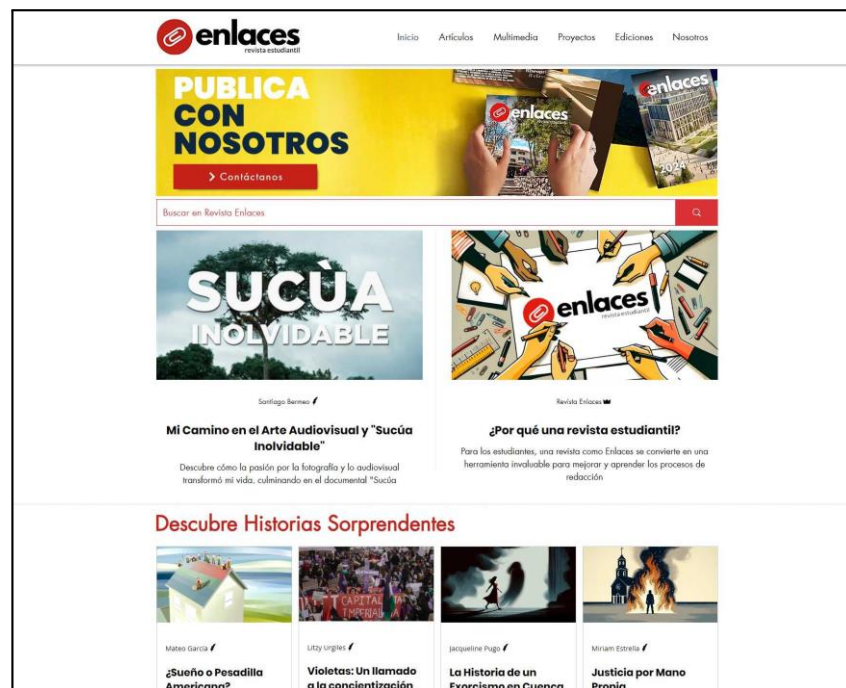 enlaces
revista estudiantil
Inicio Artículos Multimedia Proyectos Ediciones Nosotros
PUBLICA
CON
NOSOTROS
Contáctanos
enlaces
enlaces
2024
Buscar en Revista Enlaces
SUCÙA
INOLVIDABLE
enlaces
revista estudiantil
Santiago Bermeo
Mi Camino en el Arte Audiovisual y "Sucúa
Inolvidable"
Descubre cómo la pasión por la fotografía y lo audiovisual
transformó mi vida, culminando en el documental "Sucúa
Revista Enlaces
¿Por qué una revista estudiantil?
Para los estudiantes, una revista como Enlaces se convierte en una
herramienta invaluable para mejorar y aprender los procesos de
redacción
Descubre Historias Sorprendentes
CAPITAL
IMPERIAL
Mateo García
¿Sueño o Pesadilla
Americana?
Litzy Urgiles
Violetas: Un llamado
a la concientización
Jacqueline Pugo
La Historia de un
Exorcismo en Cuenca
Miriam Estrella
Justicia por Mano
Propia